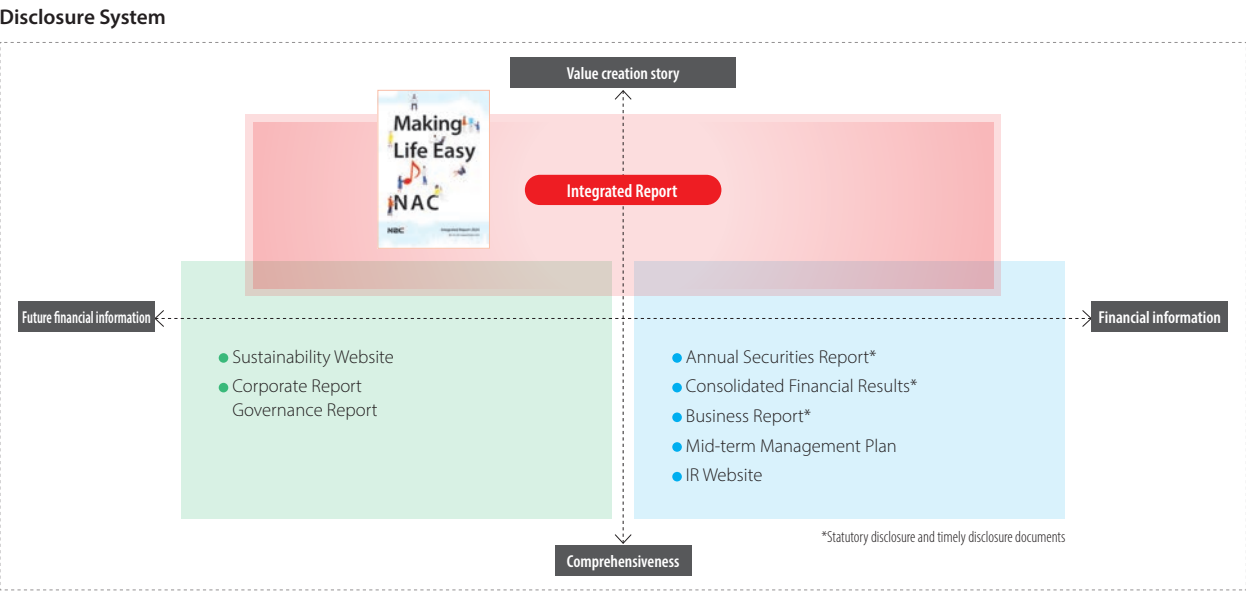 Disclosure System
Value creation story
Making
Life Easy
NAC
Integrated Report
Future financial information
Financial information
Sustainability Website
Corporate Report
Governance Report
Annual Securities Report*
Consolidated Financial Results*
Business Report*
Mid-term Management Plan
IR Website
*Statutory disclosure and timely disclosure documents
Comprehensiveness